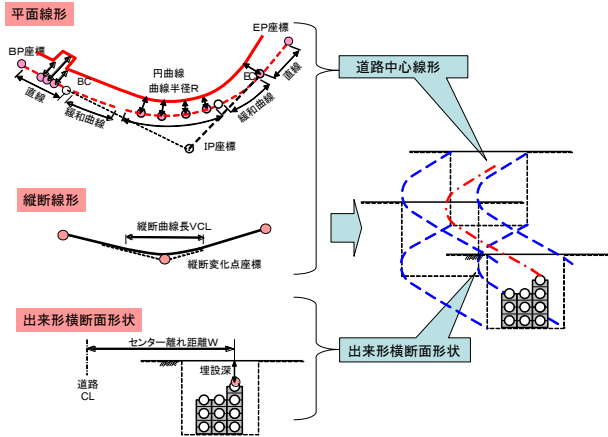 平面線形
EP座標
BP座標
BC
円曲線
曲線半径R
EC
直線
直線
緩和曲線
緩和曲線
IP座標
道路中心線形
縦断線形
縦断曲線長VCL
縦断変化点座標
出来形横断面形状
センター離れ距離W
埋設深
道路
CL
出来形横断面形状